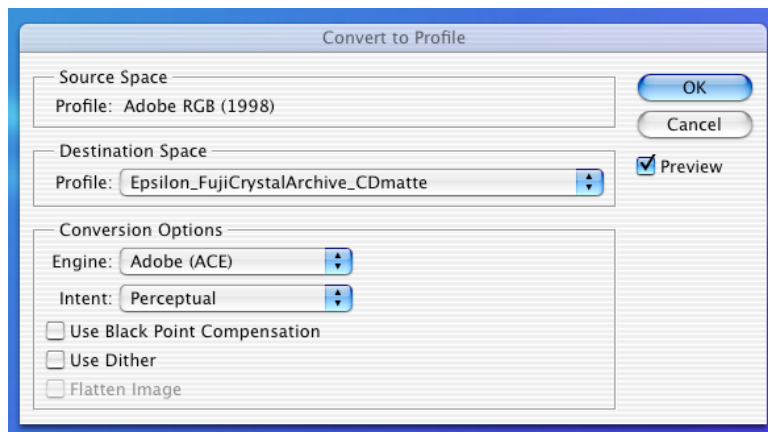 Convert to Profile
Source Space
Profile: Adobe RGB (1998)
OK
Cancel
Preview
Destination Space
Profile: Epsilon_FujiCrystalArchive_CDmatte
Conversion Options
Engine: Adobe (ACE)
Intent: Perceptual
Use Black Point Compensation
Use Dither
Flatten Image